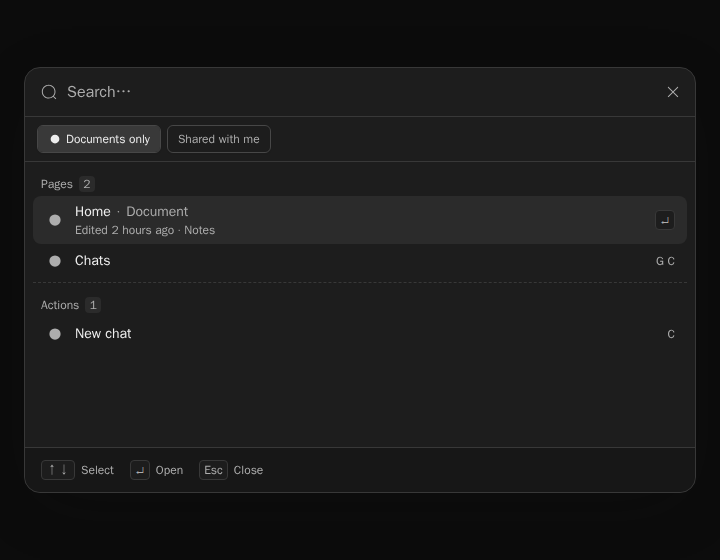 Search···
Documents only Shared with me
Pages 2
Home · Document ↵
Edited 2 hours ago · Notes
Chats G C
Actions 1
New chat C
↑ ↓ Select ↵ Open Esc Close